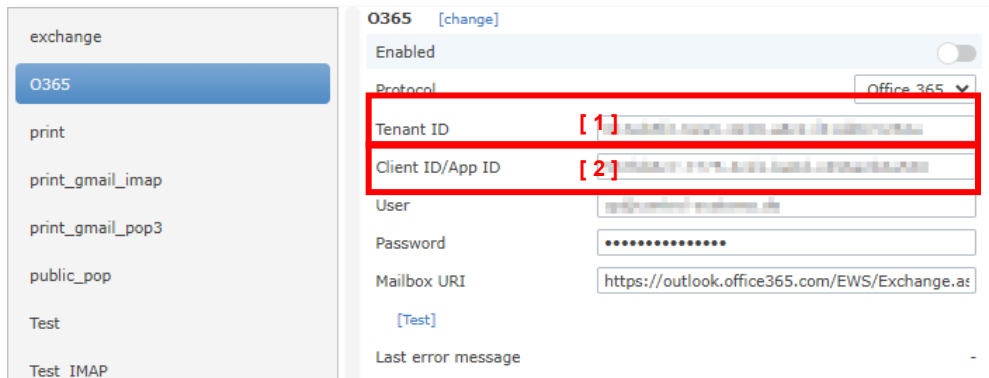 exchange
O365
print
print_gmail_imap
print_gmail_pop3
public_pop
Test
Test_IMAP
O365 [change]
Enabled
Protocol Office 365
Tenant ID [ 1 ]
Client ID/App ID [ 2 ]
User
Password •••••••••••••••
Mailbox URI https://outlook.office365.com/EWS/Exchange.as
[Test]
Last error message -